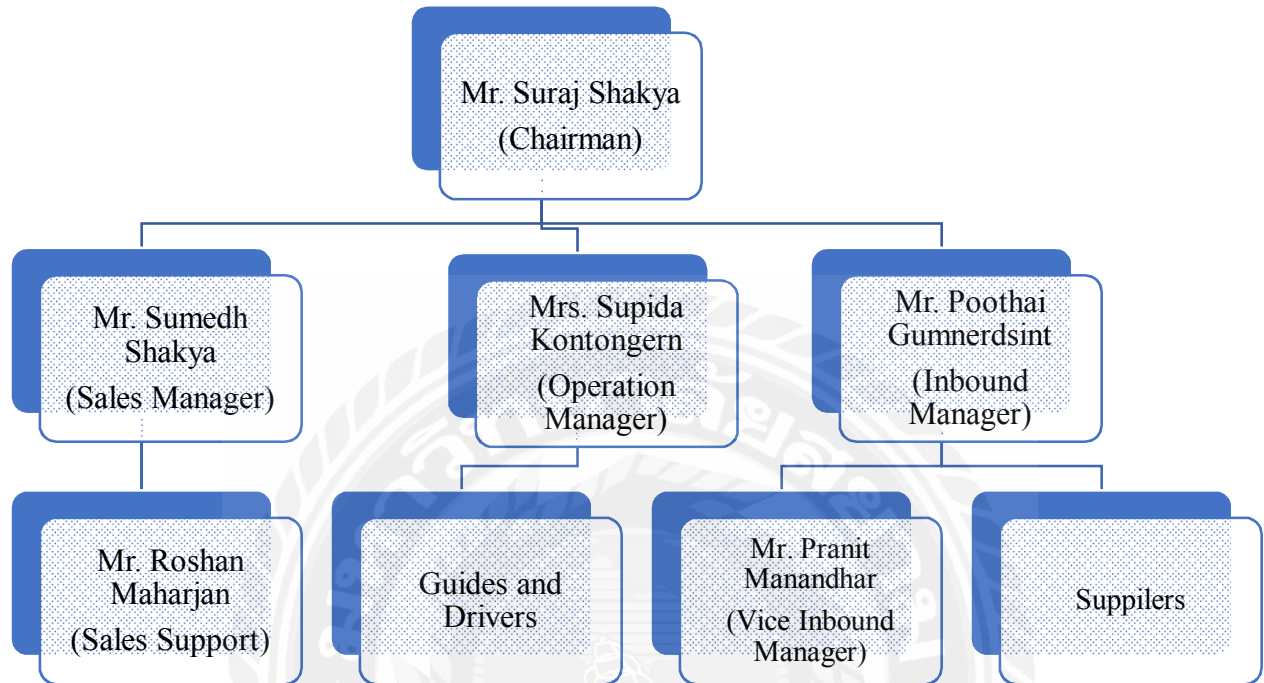 Mr. Suraj Shakya
(Chairman)
Mr. Sumedh
Shakya
(Sales Manager)
Mrs. Supida
Kontongern
(Operation
Manager)
Mr. Poothai
Gumnerdsint
(Inbound
Manager)
Mr. Roshan
Maharjan
(Sales Support)
Guides and
Drivers
Mr. Pranit
Manandhar
(Vice Inbound
Manager)
Suppilers